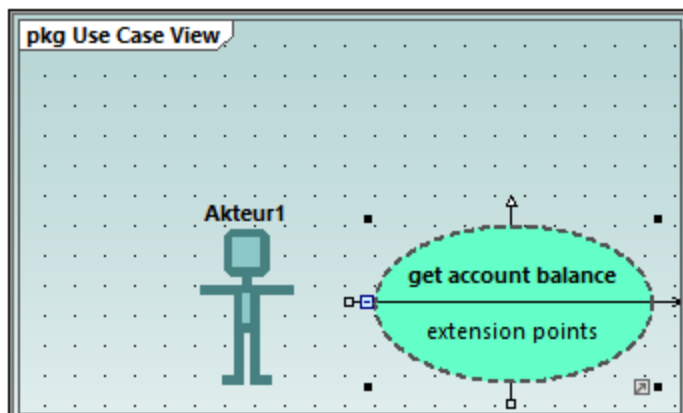 pkg Use Case View
Akteur1
get account balance
extension points